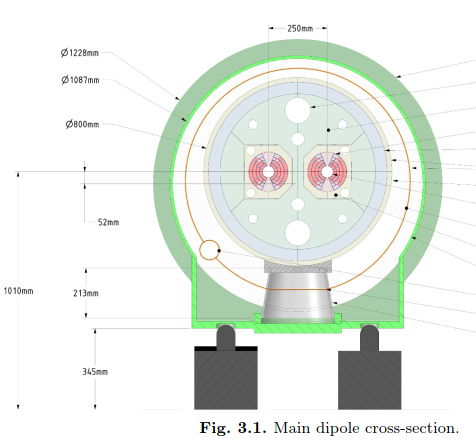 250mm
Ø1228mm
Ø1087mm
Ø800mm
52mm
1010mm
213mm
345mm
Fig. 3.1. Main dipole cross-section.